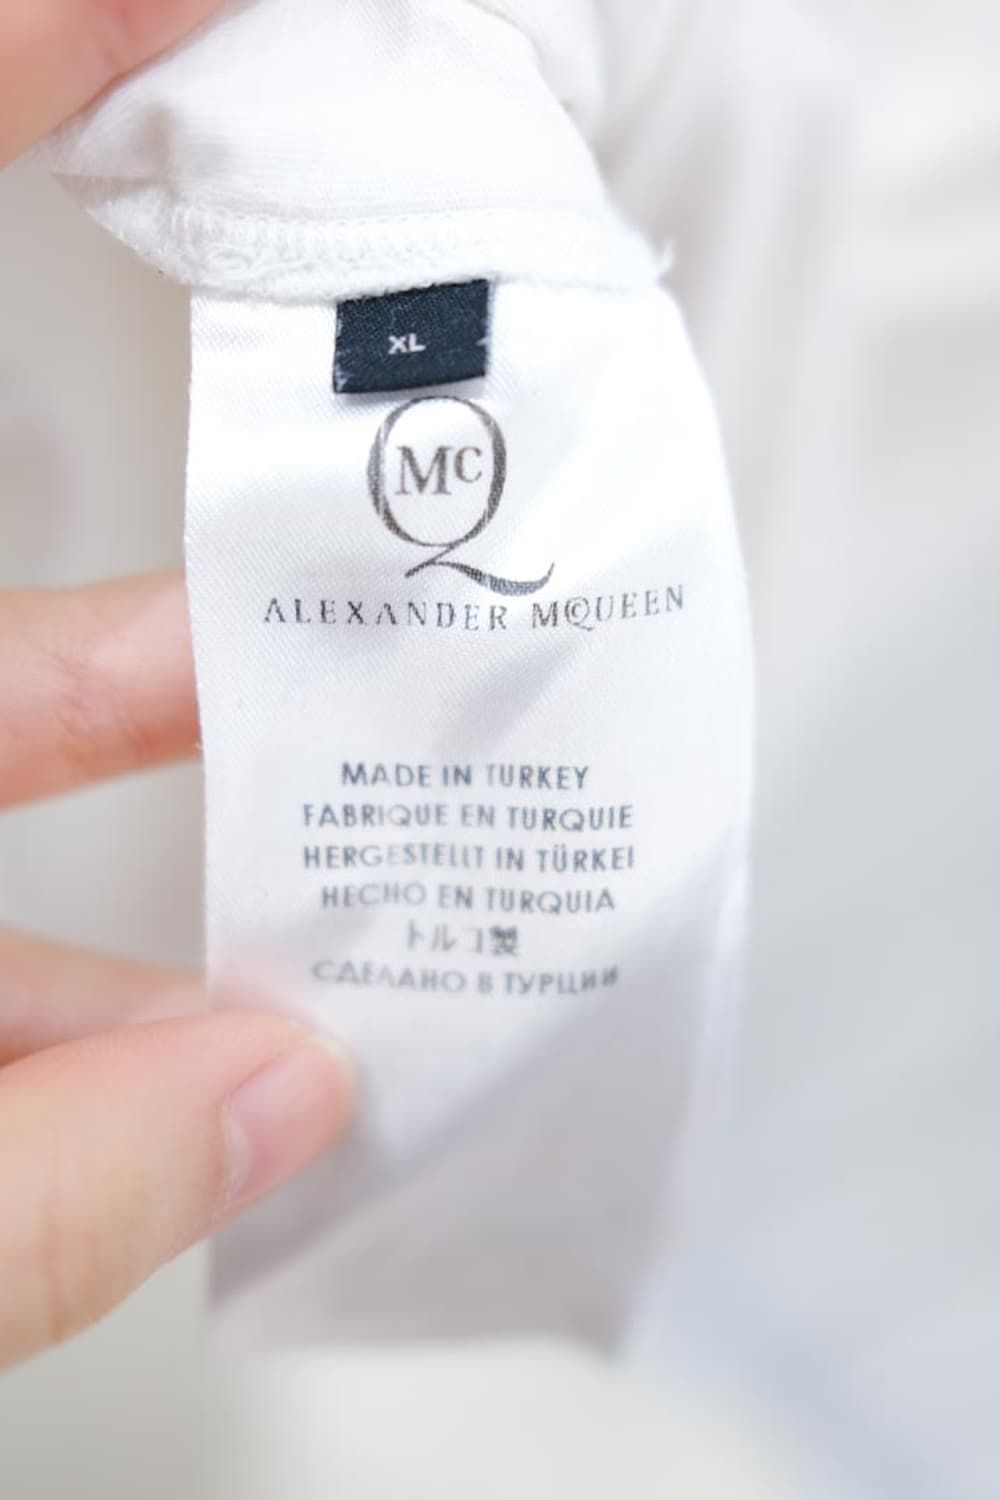 XL
McQ
ALEXANDER McQUEEN
MADE IN TURKEY
FABRIQUE EN TURQUIE
HERGESTELLT IN TÜRKEI
HECHO EN TURQUIA
トルコ製
СДЕЛАНО В ТУРЦИИ